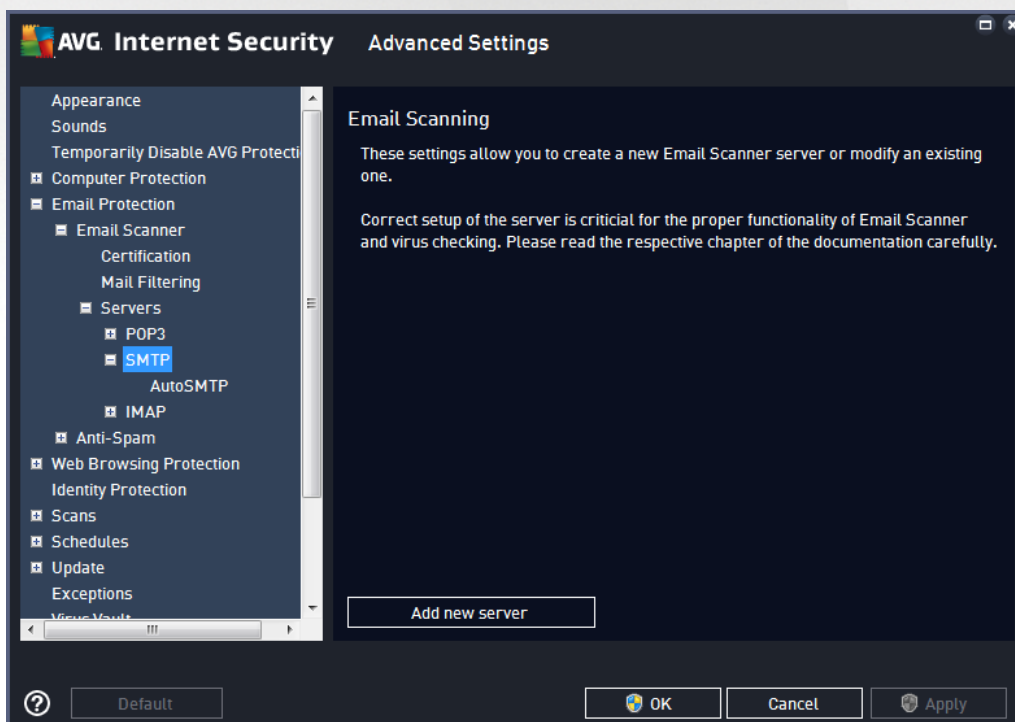 AVG. Internet Security Advanced Settings
Appearance
Sounds
Temporarily Disable AVG Protecti
Computer Protection
Email Protection
Email Scanner
Certification
Mail Filtering
Servers
POP3
SMTP
AutoSMTP
IMAP
Anti-Spam
Web Browsing Protection
Identity Protection
Scans
Schedules
Update
Exceptions
Virus Vault
Email Scanning
These settings allow you to create a new Email Scanner server or modify an existing
one.
Correct setup of the server is criticial for the proper functionality of Email Scanner
and virus checking. Please read the respective chapter of the documentation carefully.
Add new server
Default
OK
Cancel
Apply